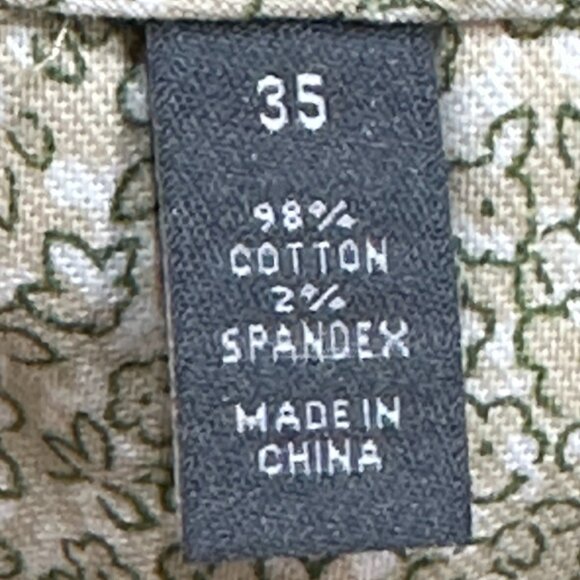 35
98%
COTTON
2%
SPANDEX
MADE IN
CHINA